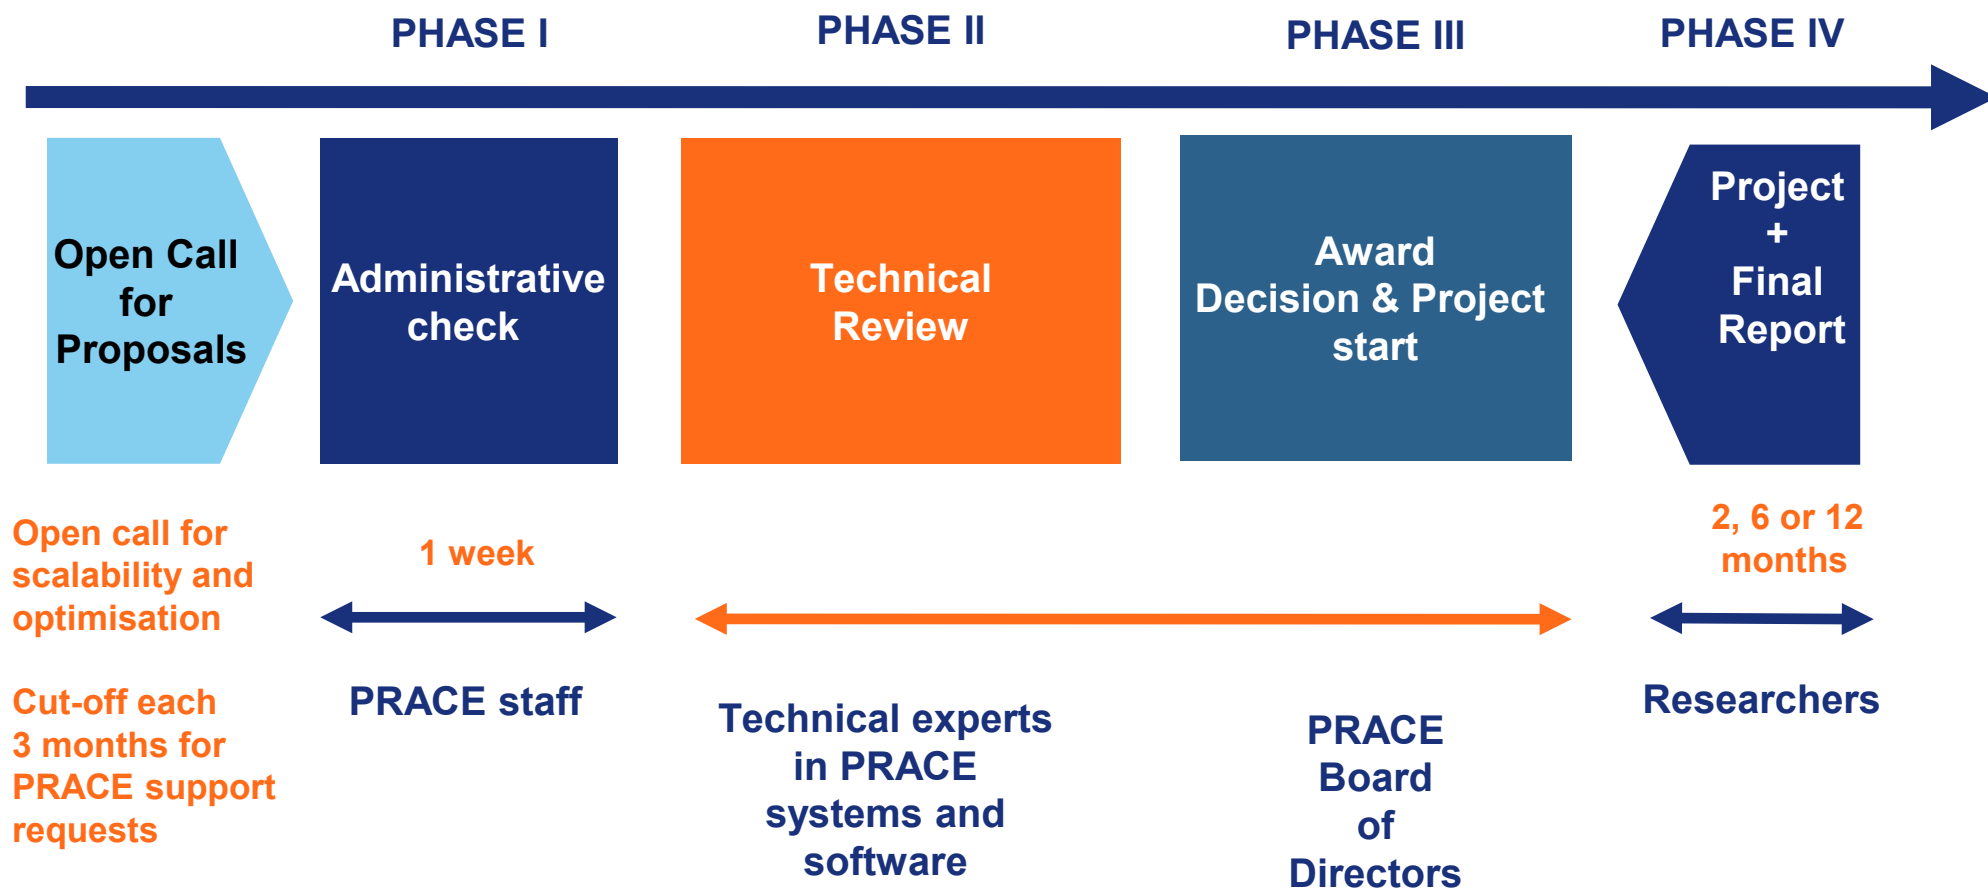 PHASE I
PHASE II
PHASE III
PHASE IV
Open Call
for
Proposals
Administrative
check
Technical
Review
Award
Decision & Project
start
Project
+
Final
Report
Open call for
scalability and
optimisation
Cut-off each
3 months for
PRACE support
requests
1 week
PRACE staff
Technical experts
in PRACE
systems and
software
PRACE
Board
of
Directors
2, 6 or 12
months
Researchers